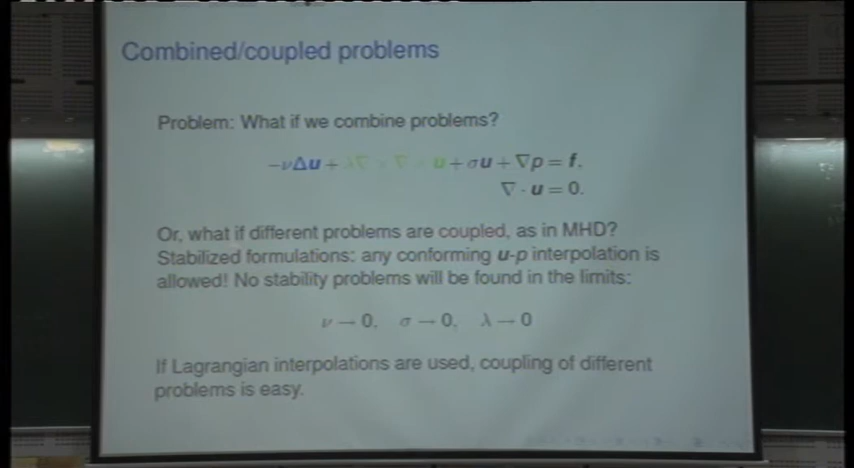 Combined/coupled problems
Problem: What if we combine problems?
−νΔu + λ∇ × ∇ × u + σu + ∇p = f,
∇ · u = 0.
Or, what if different problems are coupled, as in MHD?
Stabilized formulations: any conforming u-p interpolation is
allowed! No stability problems will be found in the limits:
ν → 0, σ → 0, λ → 0
If Lagrangian interpolations are used, coupling of different
problems is easy.